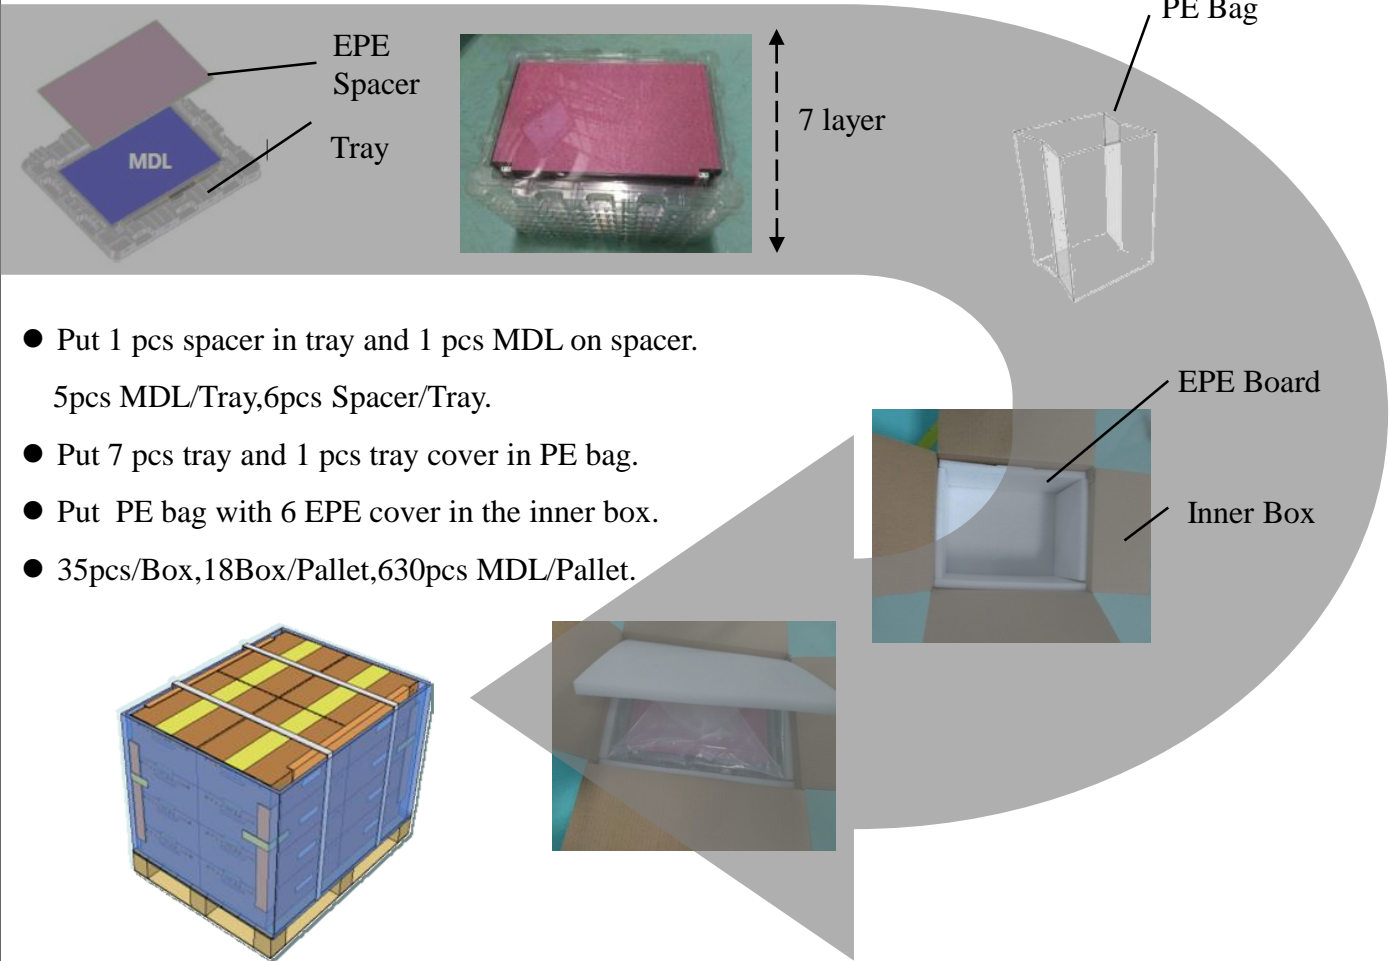 PE Bag
EPE
Spacer
Tray
MDL
7 layer
● Put 1 pcs spacer in tray and 1 pcs MDL on spacer.
5pcs MDL/Tray,6pcs Spacer/Tray.
● Put 7 pcs tray and 1 pcs tray cover in PE bag.
● Put PE bag with 6 EPE cover in the inner box.
● 35pcs/Box,18Box/Pallet,630pcs MDL/Pallet.
EPE Board
Inner Box